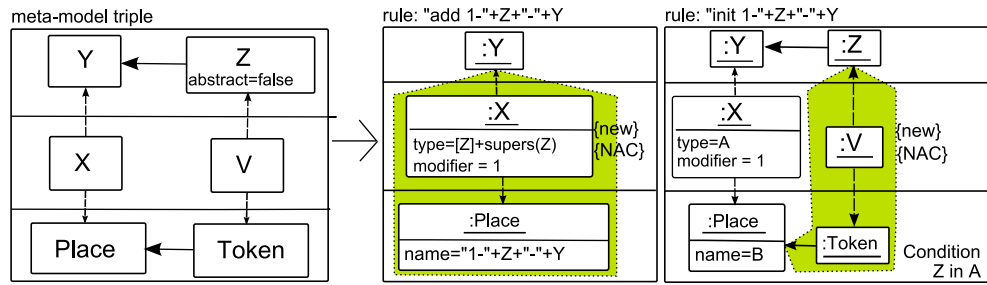 meta-model triple
Y
Z
abstract=false
X
V
Place
Token
rule: "add 1-"+Z+"-"+Y
:Y
:X
type=[Z]+supers(Z)
modifier = 1
{new}
{NAC}
:Place
name="1-"+Z+"-"+Y
rule: "init 1-"+Z+"-"+Y
:Y
:Z
:X
type=A
modifier = 1
:V
{new}
{NAC}
:Place
name=B
:Token
Condition
Z in A